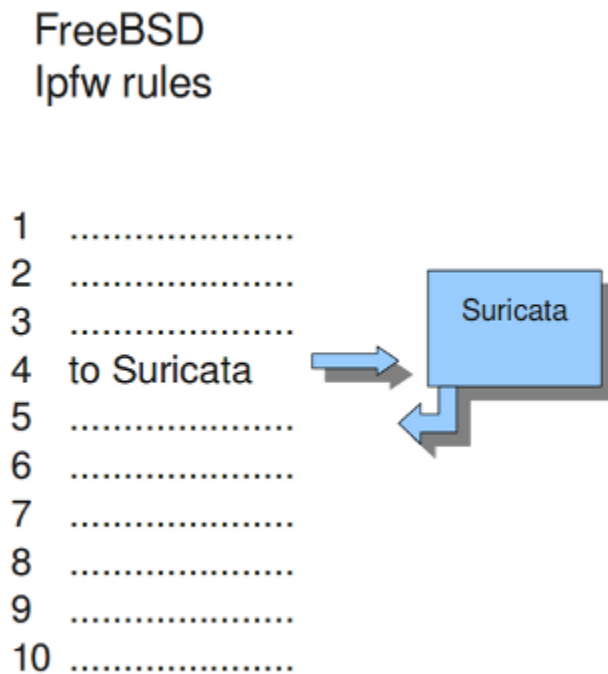 FreeBSD
Ipfw rules
1 .....................
2 .....................
3 .....................
4 to Suricata
Suricata
5 .....................
6 .....................
7 .....................
8 .....................
9 .....................
10 .....................